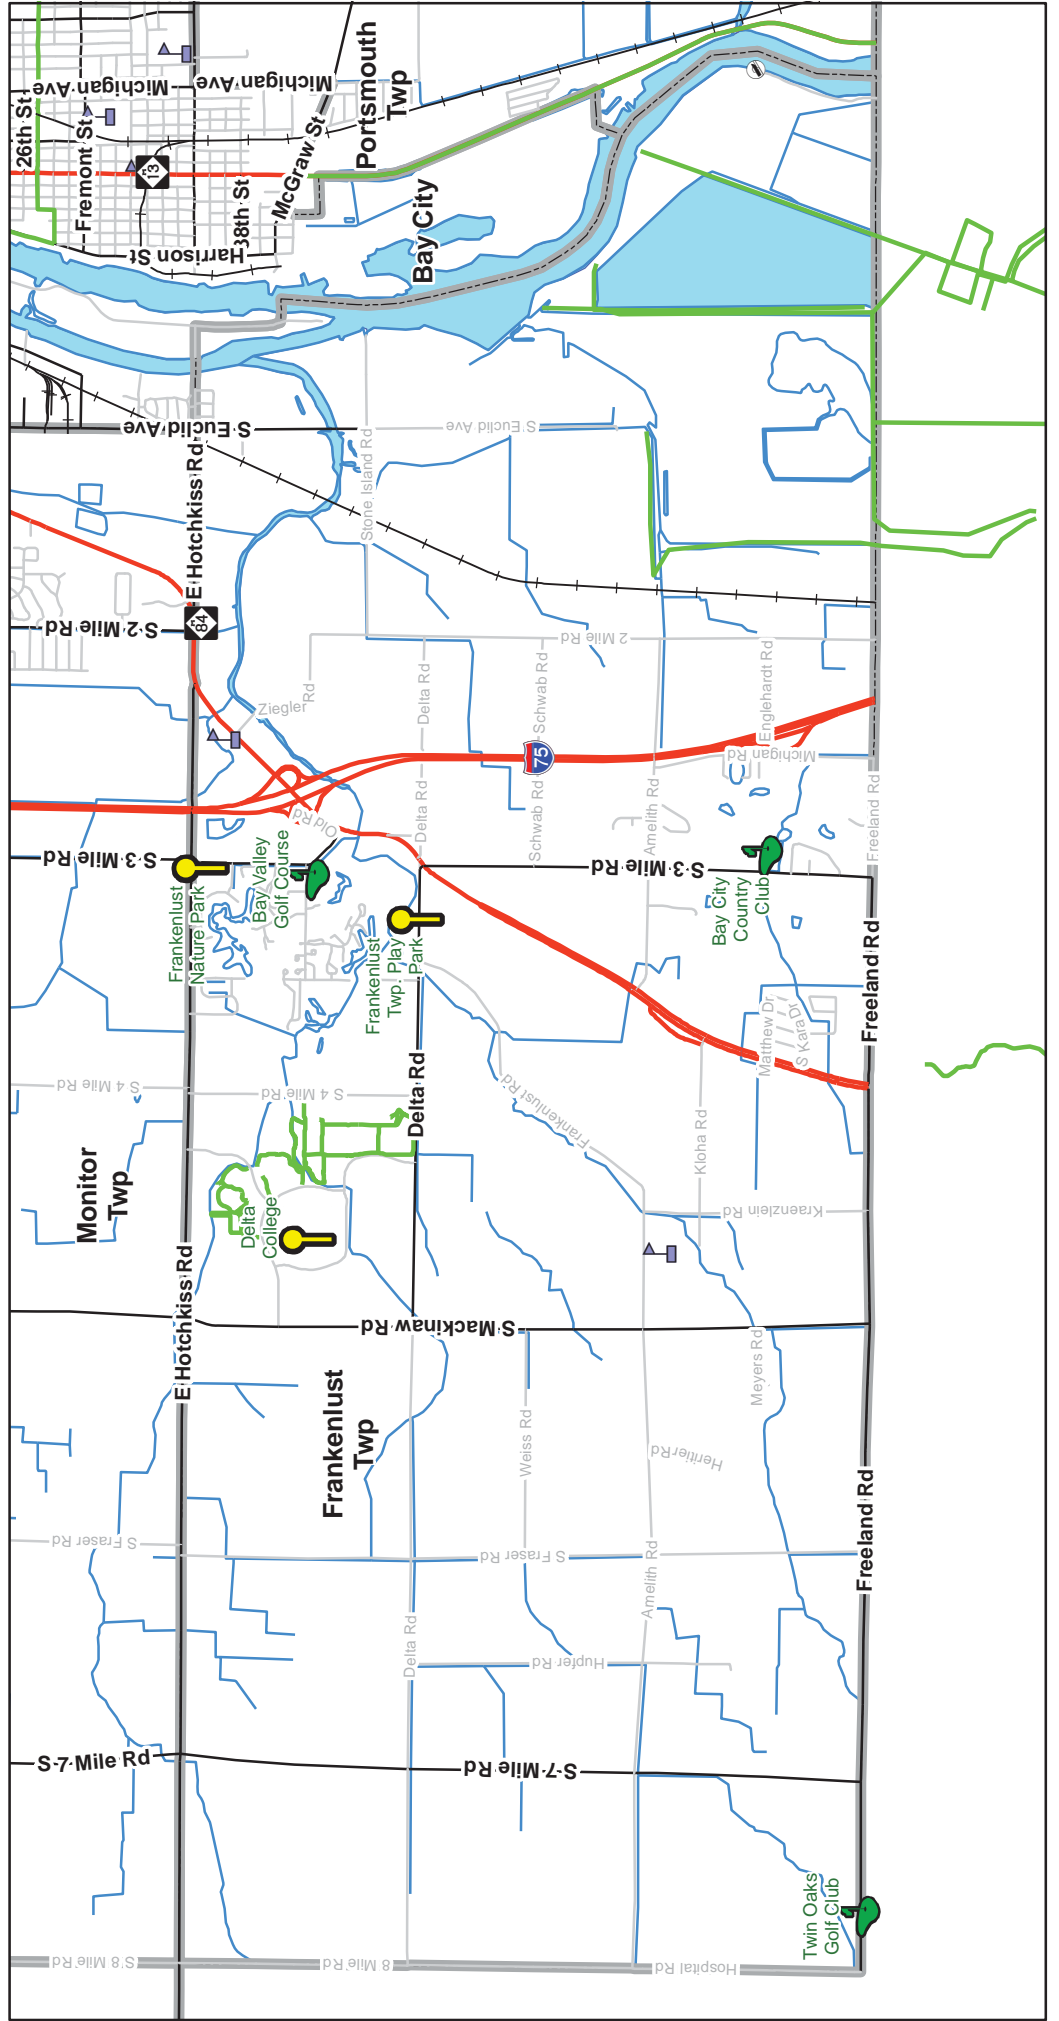 26th St
Michigan Ave
Michigan Ave
Fremont St
M
13
Portsmouth
Twp
McGraw St
38th St
Harrison St
Bay City
S Euclid Ave
S Euclid Ave
E Hotchkiss Rd
Stone Island Rd
S 2 Mile Rd
M
84
2 Mile Rd
Ziegler
Rd
Delta Rd
Schwab Rd
Englehardt Rd
75
Michigan Rd
Old Rd
Delta Rd
Schwab Rd
Amelith Rd
Freeland Rd
S 3 Mile Rd
S 3 Mile Rd
Frankenlust
Nature Park
Bay Valley
Golf Course
Frankenlust
Twp. Play
Park
Bay City
Country
Club
Freeland Rd
Matthew Dr
S Kara Dr
S 4 Mile Rd
S 4 Mile Rd
Delta Rd
Frankenlust Rd
Kloha Rd
Monitor
Twp
Delta
College
Kraenzlein Rd
E Hotchkiss Rd
S Mackinaw Rd
Meyers Rd
Frankenlust
Twp
Weiss Rd
Heritier Rd
S Fraser Rd
S Fraser Rd
Amelith Rd
Freeland Rd
Delta Rd
Hupfer Rd
S 7 Mile Rd
S 7 Mile Rd
Twin Oaks
Golf Club
S 8 Mile Rd
8 Mile Rd
Hospital Rd